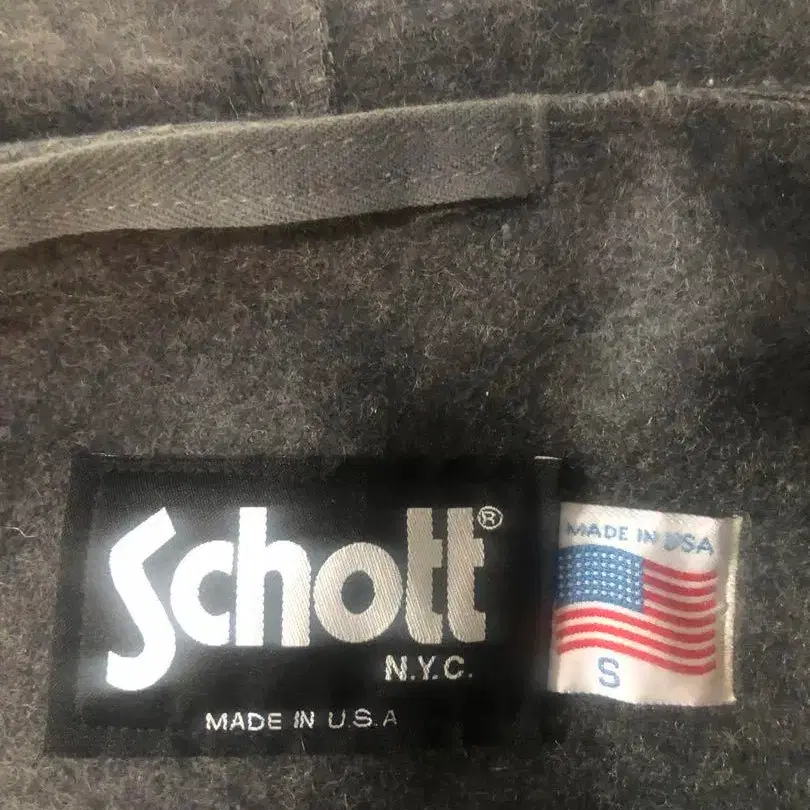 Schott®
N.Y.C.
MADE IN U.S.A
MADE IN USA
S